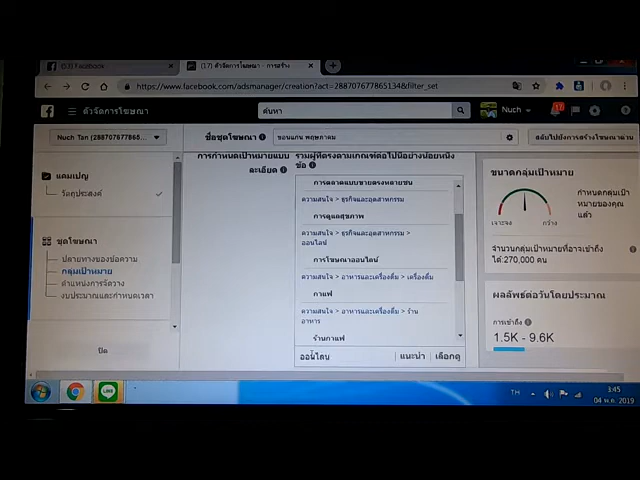 (53) Facebook
(17) ตัวจัดการโฆษณา - การสร้าง
https://www.facebook.com/adsmanager/creation?act=288707677865134&filter_set
ตัวจัดการโฆษณา
ค้นหา
Nuch
17
Nuch Tan (288707677865...
ชื่อชุดโฆษณา
ขอนแก่น พฤษภาคม
สลับไปยังการสร้างโฆษณาด่วน
แคมเปญ
วัตถุประสงค์
ชุดโฆษณา
ปลายทางของข้อความ
กลุ่มเป้าหมาย
ตำแหน่งการจัดวาง
งบประมาณและกำหนดเวลา
ปิด
การกำหนดเป้าหมายแบบ
ละเอียด
รวมผู้ที่ตรงตามเกณฑ์ต่อไปนี้อย่างน้อยหนึ่ง
ข้อ
การตลาดแบบขายตรงหลายชั้น
ความสนใจ > ธุรกิจและอุตสาหกรรม
การดูแลสุขภาพ
ความสนใจ > ธุรกิจและอุตสาหกรรม >
ออนไลน์
การโฆษณาออนไลน์
ความสนใจ > อาหารและเครื่องดื่ม > เครื่องดื่ม
กาแฟ
ความสนใจ > อาหารและเครื่องดื่ม > ร้าน
อาหาร
ร้านกาแฟ
แนะนำ
เลือกดู
ขนาดกลุ่มเป้าหมาย
เจาะจง
กว้าง
กำหนดกลุ่มเป้า
หมายของคุณ
แล้ว
จำนวนกลุ่มเป้าหมายที่อาจเข้าถึง
ได้:270,000 คน
ผลลัพธ์ต่อวันโดยประมาณ
การเข้าถึง
1.5K - 9.6K
LINE
TH
3:45
04 พ.ค. 2019